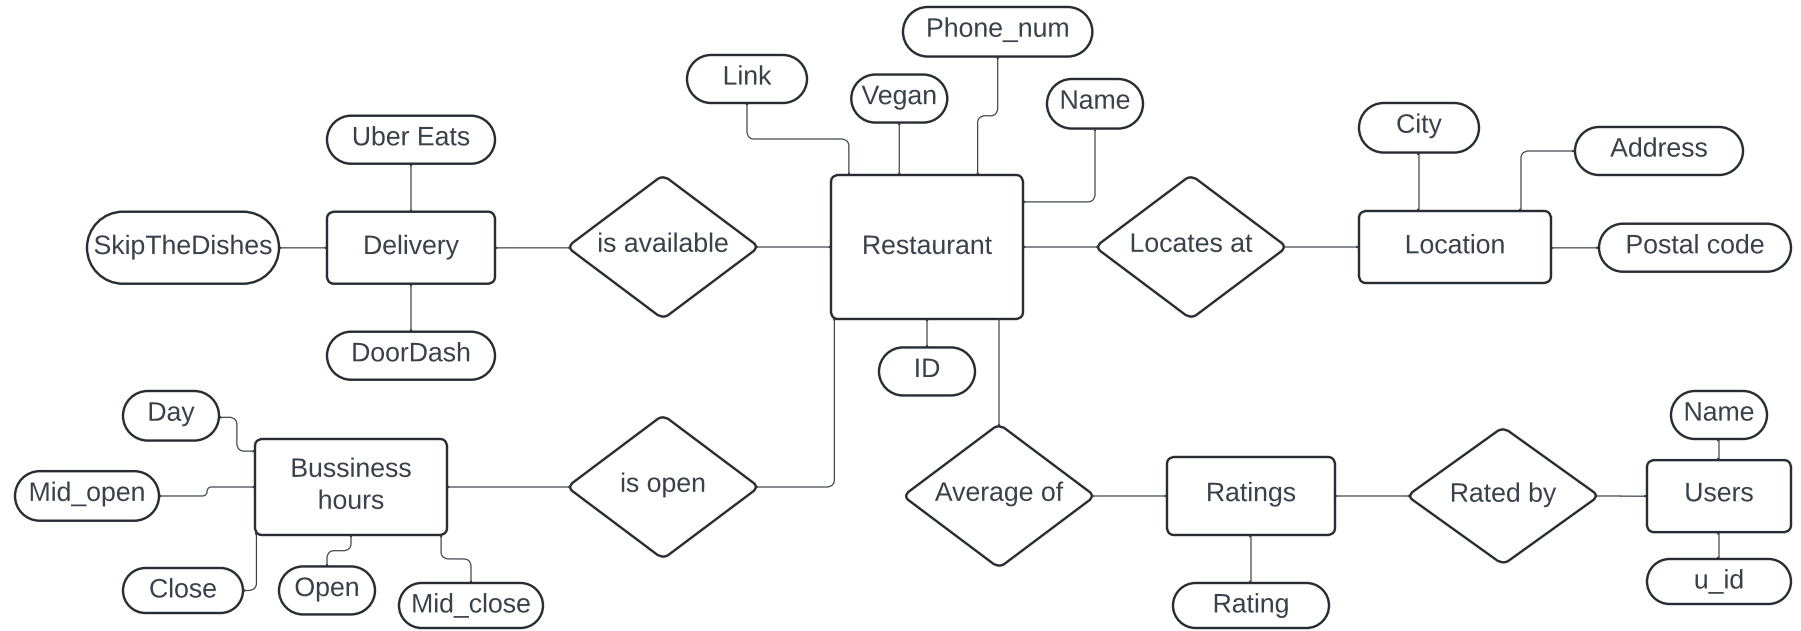 Phone_num
Link
Vegan
Name
Uber Eats
City
Address
SkipTheDishes
Delivery
is available
Restaurant
Locates at
Location
Postal code
DoorDash
ID
Day
Name
Bussiness
hours
is open
Mid_open
Average of
Ratings
Rated by
Users
Close
Open
Mid_close
Rating
u_id